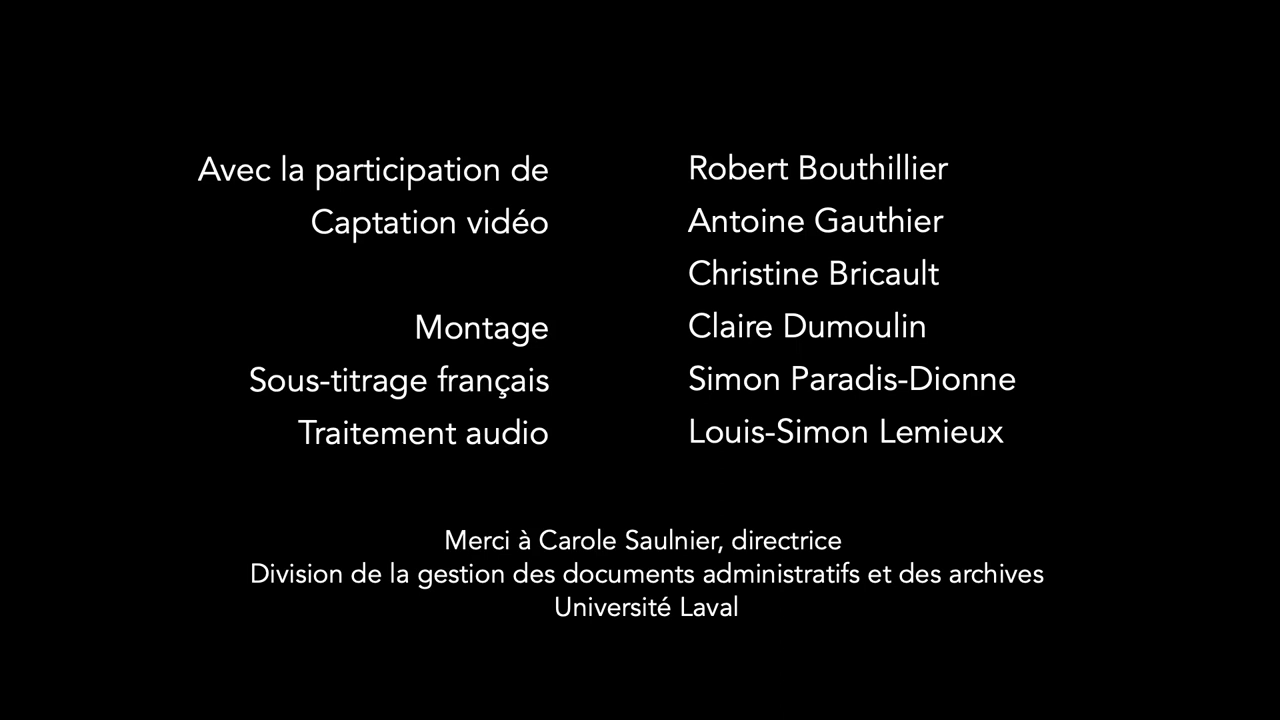 Avec la participation de Robert Bouthillier
Captation vidéo Antoine Gauthier
Christine Bricault
Montage Claire Dumoulin
Sous-titrage français Simon Paradis-Dionne
Traitement audio Louis-Simon Lemieux
Merci à Carole Saulnier, directrice
Division de la gestion des documents administratifs et des archives
Université Laval